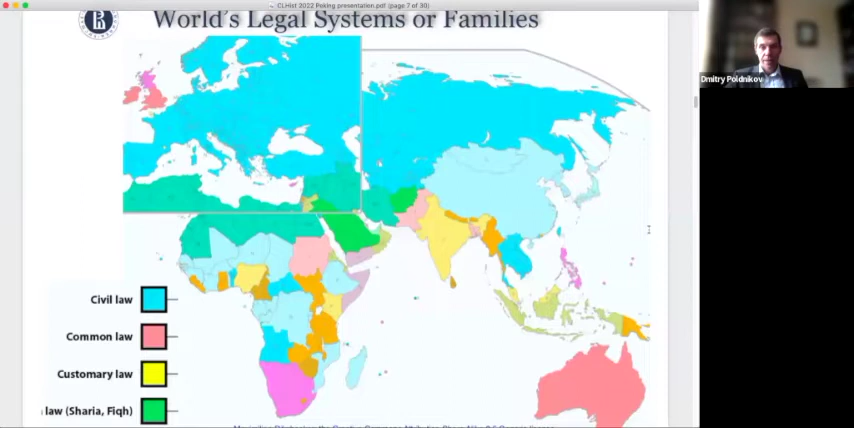 CLHist 2022 Peking presentation.pdf (page 7 of 30)
World's Legal Systems or Families
Dmitry Poldnikov
Civil law
Common law
Customary law
law (Sharia, Fiqh)